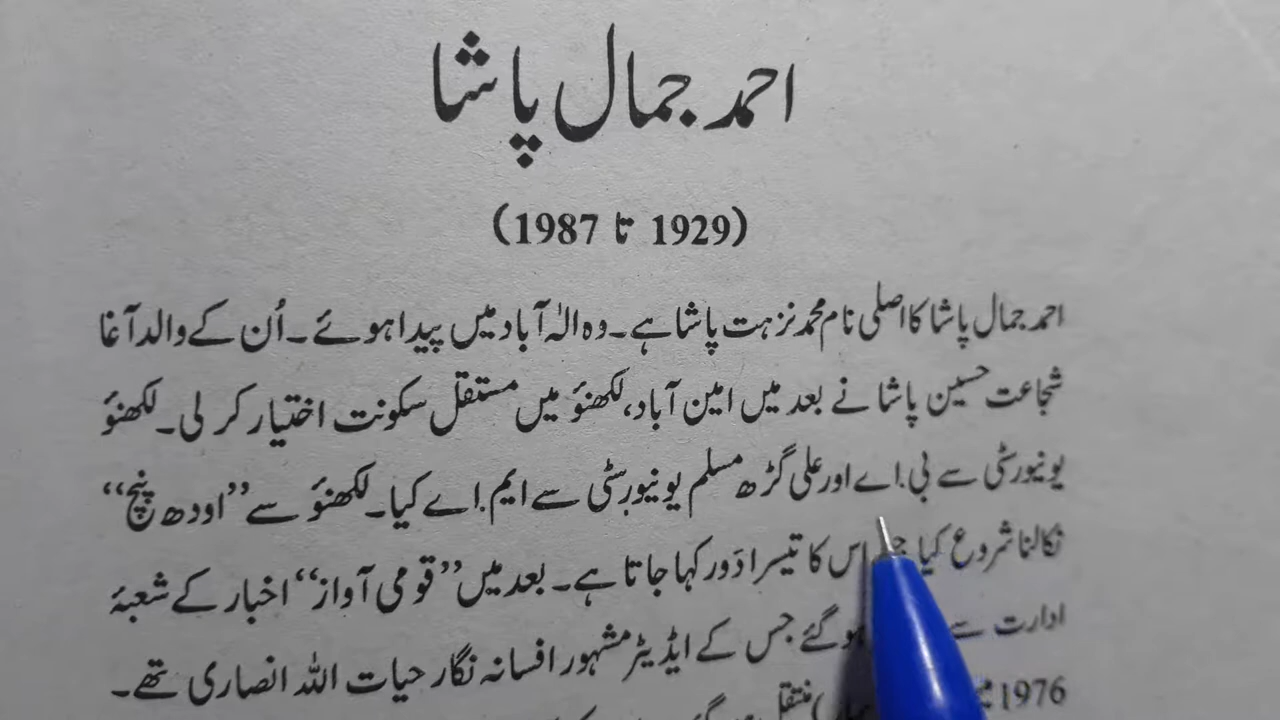 احمد جمال پاشا
(1929 تا 1987)
احمد جمال پاشا کا اصلی نام محمد نزہت پاشا ہے۔ وہ الہٰ آباد میں پیدا ہوئے۔ اُن کے والد آغا
شجاعت حسین پاشا نے بعد میں امین آباد، لکھنؤ میں مستقل سکونت اختیار کر لی۔ لکھنؤ
یونیورسٹی سے بی.اے اور علی گڑھ مسلم یونیورسٹی سے ایم.اے کیا۔ لکھنؤ سے ”اودھ پنچ“
نکالنا شروع کیا اس کا تیسرا دَور کہا جاتا ہے۔ بعد میں ”قومی آواز“ اخبار کے شعبۂ
ادارت سے ہوگئے جس کے ایڈیٹر مشہور افسانہ نگار حیات اللہ انصاری تھے۔
1976 منتقل